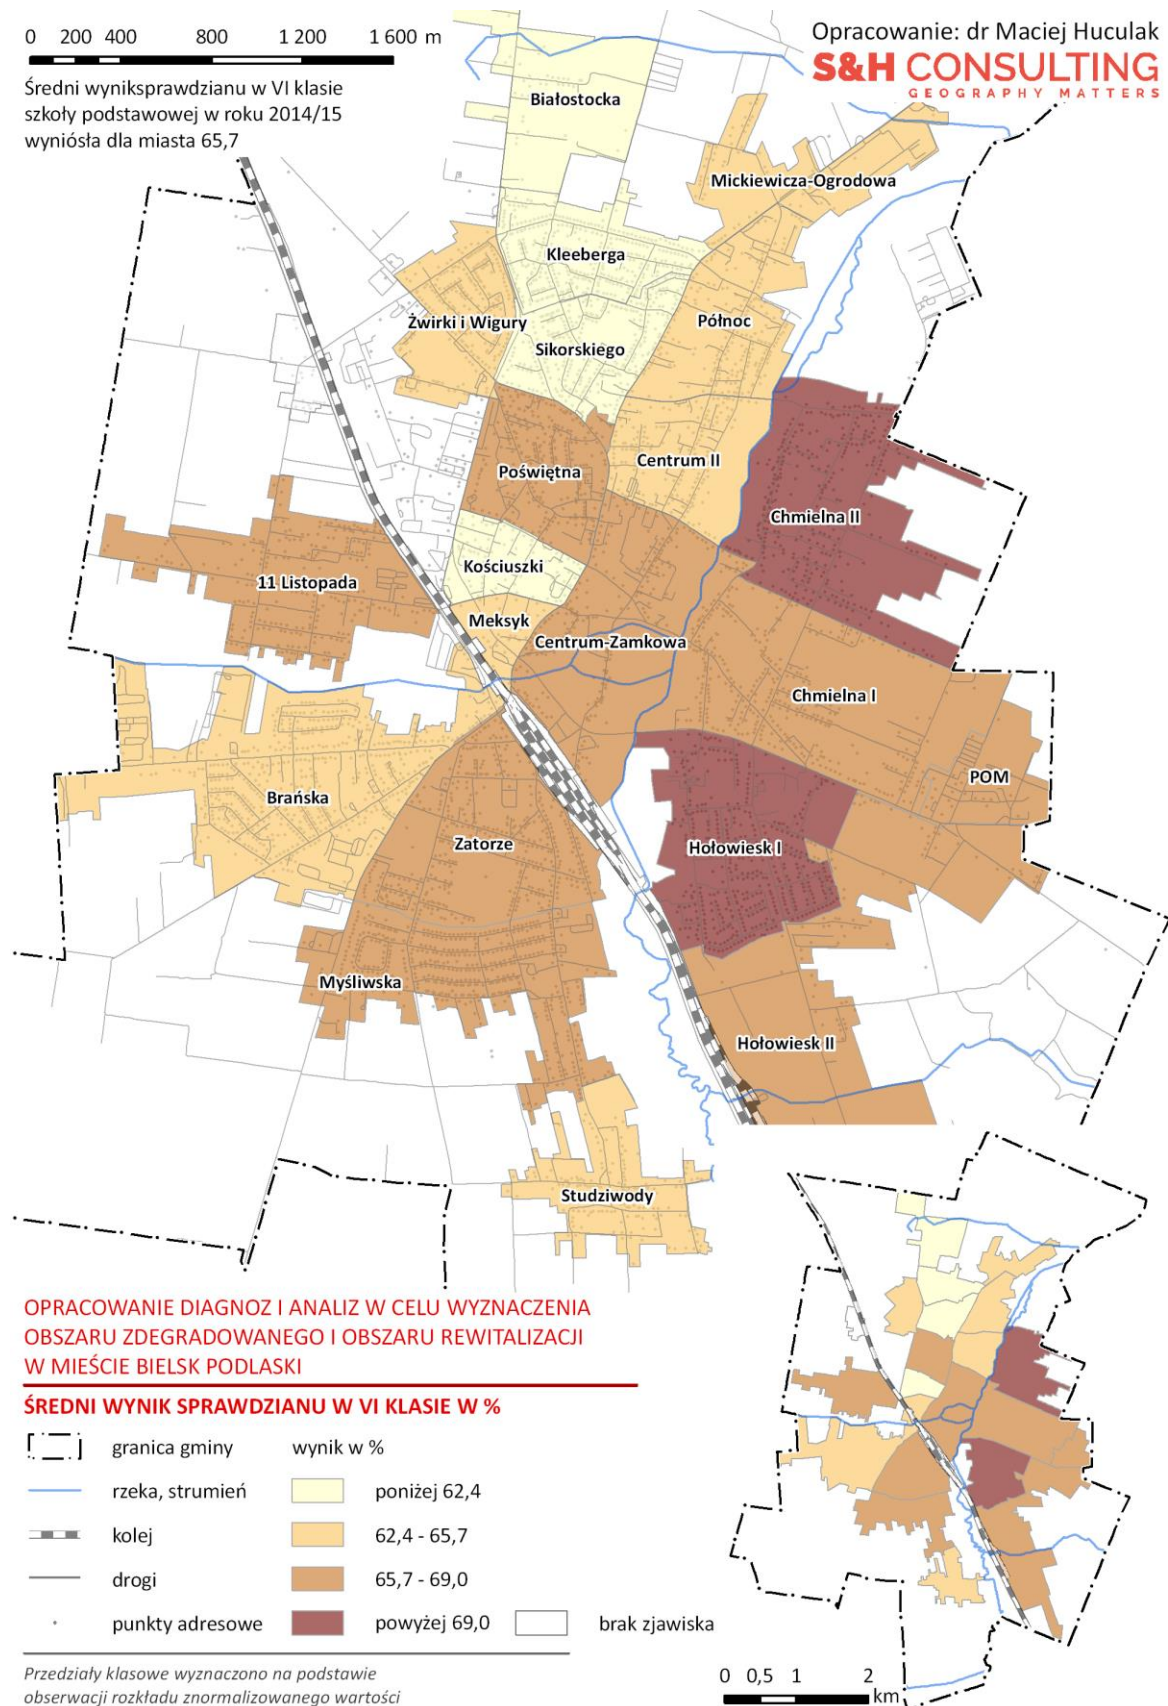 0 200 400 800 1 200 1 600 m
Średni wyniksprawdzianu w VI klasie
szkoły podstawowej w roku 2014/15
wyniósła dla miasta 65,7
Opracowanie: dr Maciej Huculak
S&H CONSULTING
GEOGRAPHY MATTERS
Białostocka
Mickiewicza-Ogrodowa
Kleeberga
Żwirki i Wigury
Północ
Sikorskiego
Poświętna
Centrum II
Chmielna II
Kościuszki
11 Listopada
Meksyk
Centrum-Zamkowa
Chmielna I
POM
Brańska
Zatorze
Hołowiesk I
Myśliwska
Hołowiesk II
Studziwody
OPRACOWANIE DIAGNOZ I ANALIZ W CELU WYZNACZENIA
OBSZARU ZDEGRADOWANEGO I OBSZARU REWITALIZACJI
W MIEŚCIE BIELSK PODLASKI
ŚREDNI WYNIK SPRAWDZIANU W VI KLASIE W %
granica gminy wynik w %
rzeka, strumień poniżej 62,4
kolej 62,4 - 65,7
drogi 65,7 - 69,0
punkty adresowe powyżej 69,0 brak zjawiska
Przedziały klasowe wyznaczono na podstawie
obserwacji rozkładu znormalizowanego wartości
0 0,5 1 2
km